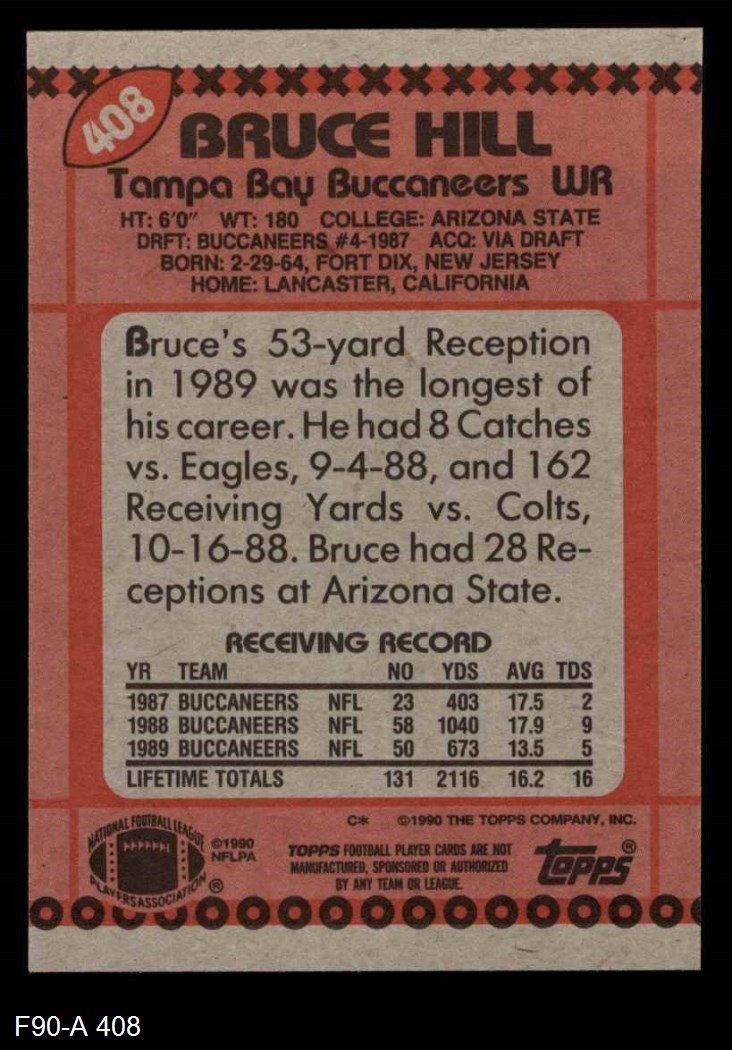 408
BRUCE HILL
Tampa Bay Buccaneers WR
HT: 6'0" WT: 180 COLLEGE: ARIZONA STATE
DRFT: BUCCANEERS #4-1987 ACQ: VIA DRAFT
BORN: 2-29-64, FORT DIX, NEW JERSEY
HOME: LANCASTER, CALIFORNIA
Bruce's 53-yard Reception
in 1989 was the longest of
his career. He had 8 Catches
vs. Eagles, 9-4-88, and 162
Receiving Yards vs. Colts,
10-16-88. Bruce had 28 Re-
ceptions at Arizona State.
RECEIVING RECORD
YR TEAM NO YDS AVG TDS
1987 BUCCANEERS NFL 23 403 17.5 2
1988 BUCCANEERS NFL 58 1040 17.9 9
1989 BUCCANEERS NFL 50 673 13.5 5
LIFETIME TOTALS 131 2116 16.2 16
C* ©1990 THE TOPPS COMPANY, INC.
NATIONAL FOOTBALL LEAGUE
PLAYERS ASSOCIATION ®
©1990
NFLPA
TOPPS FOOTBALL PLAYER CARDS ARE NOT
MANUFACTURED, SPONSORED OR AUTHORIZED
BY ANY TEAM OR LEAGUE.
topps ®
F90-A 408